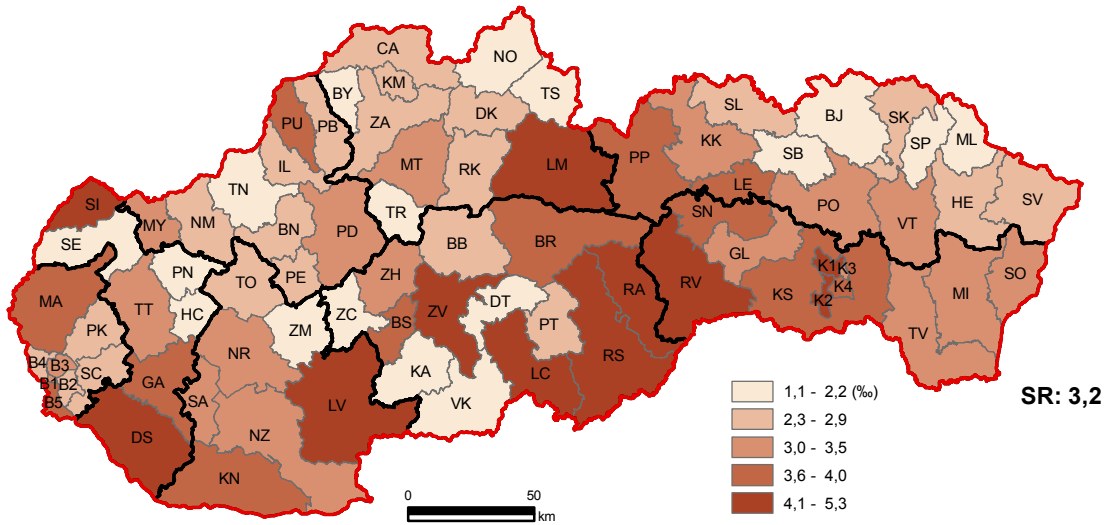 CA
NO
KM
BY
TS
SL
PU
PB
ZA
DK
BJ
SK
SP
ML
KK
SB
IL
MT
RK
LM
PP
TN
LE
SI
TR
PO
VT
HE
SV
MY
NM
BN
SN
SE
PD
BB
BR
GL
PN
TO
PE
ZH
K1
K3
SO
MA
RV
KS
K4
MI
RA
K2
TT
HC
ZC
DT
ZV
BS
PT
PK
ZM
TV
NR
RS
B4
B3
SC
KA
LC
B1
B2
GA
B5
SA
LV
VK
DS
NZ
KN
1,1 - 2,2 (‰)
2,3 - 2,9
3,0 - 3,5
3,6 - 4,0
4,1 - 5,3
SR: 3,2
0 50
km